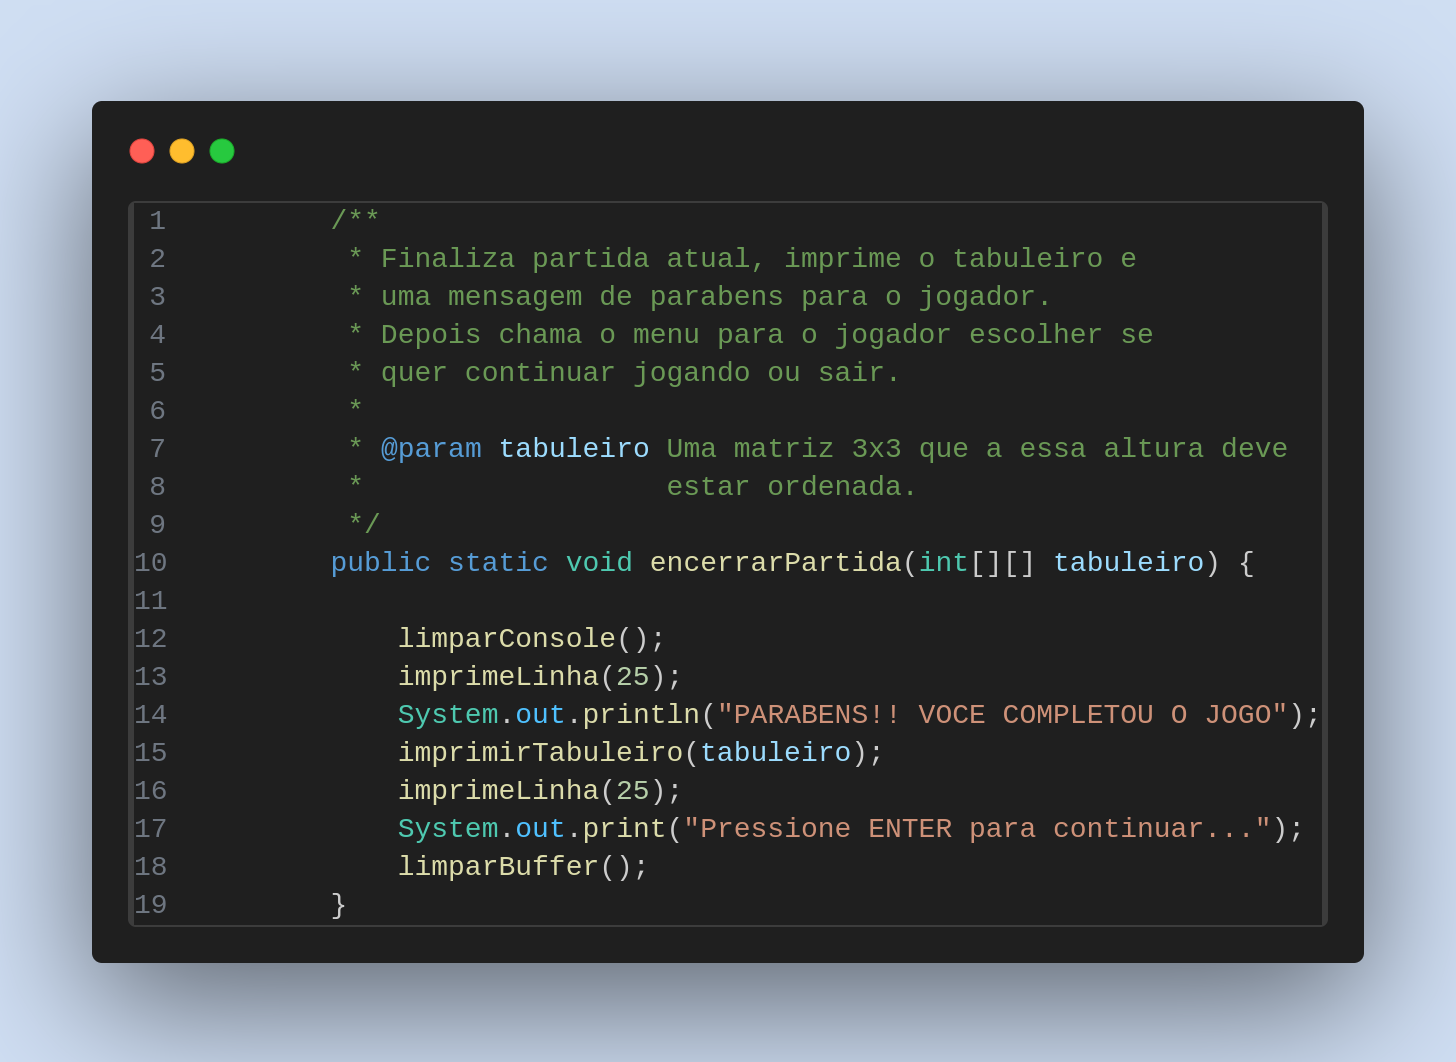 1 /**
2 * Finaliza partida atual, imprime o tabuleiro e
3 * uma mensagem de parabens para o jogador.
4 * Depois chama o menu para o jogador escolher se
5 * quer continuar jogando ou sair.
6 *
7 * @param tabuleiro Uma matriz 3x3 que a essa altura deve
8 * estar ordenada.
9 */
10 public static void encerrarPartida(int[][] tabuleiro) {
11
12 limparConsole();
13 imprimeLinha(25);
14 System.out.println("PARABENS!! VOCE COMPLETOU O JOGO");
15 imprimirTabuleiro(tabuleiro);
16 imprimeLinha(25);
17 System.out.print("Pressione ENTER para continuar...");
18 limparBuffer();
19 }